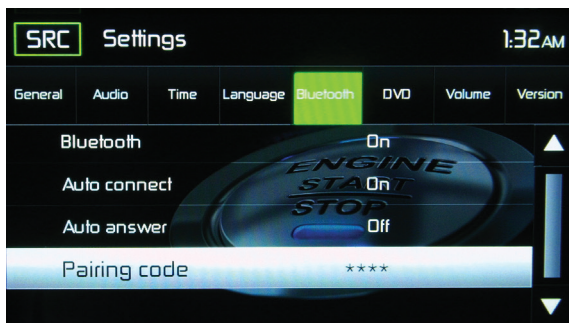 SRC Settings 1:32AM
General Audio Time Language Bluetooth DVD Volume Version
Bluetooth On
Auto connect On
Auto answer Off
Pairing code ****
ENGINE
START
STOP